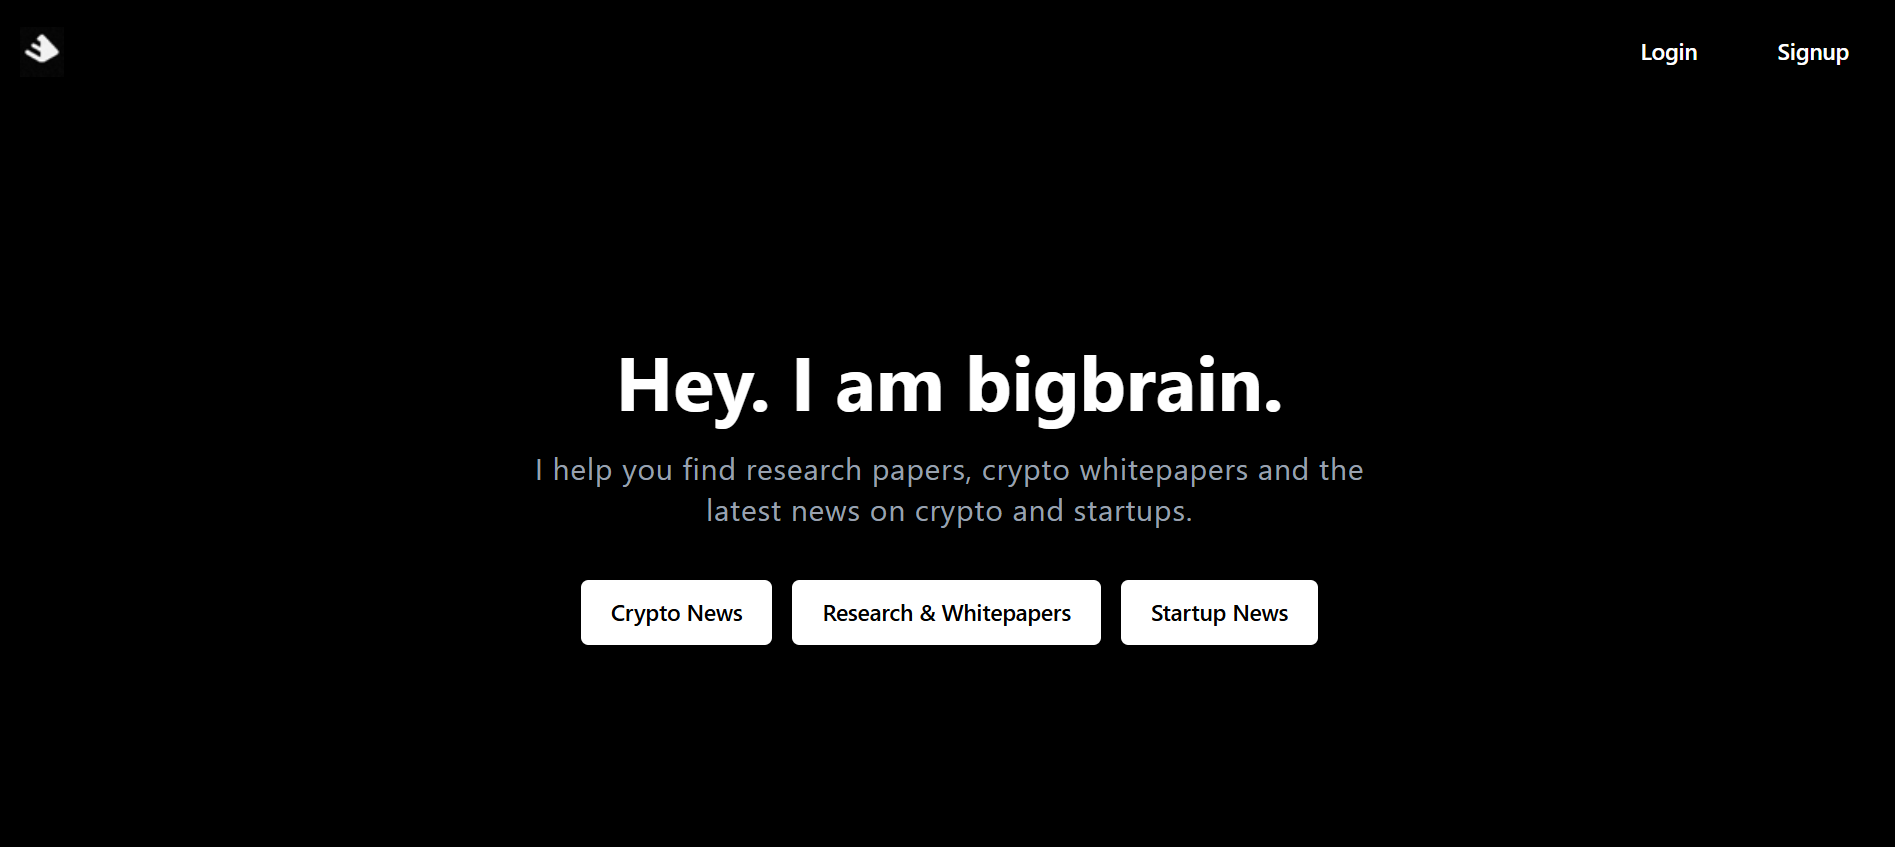 Login
Signup
Hey. I am bigbrain.
I help you find research papers, crypto whitepapers and the
latest news on crypto and startups.
Crypto News
Research & Whitepapers
Startup News